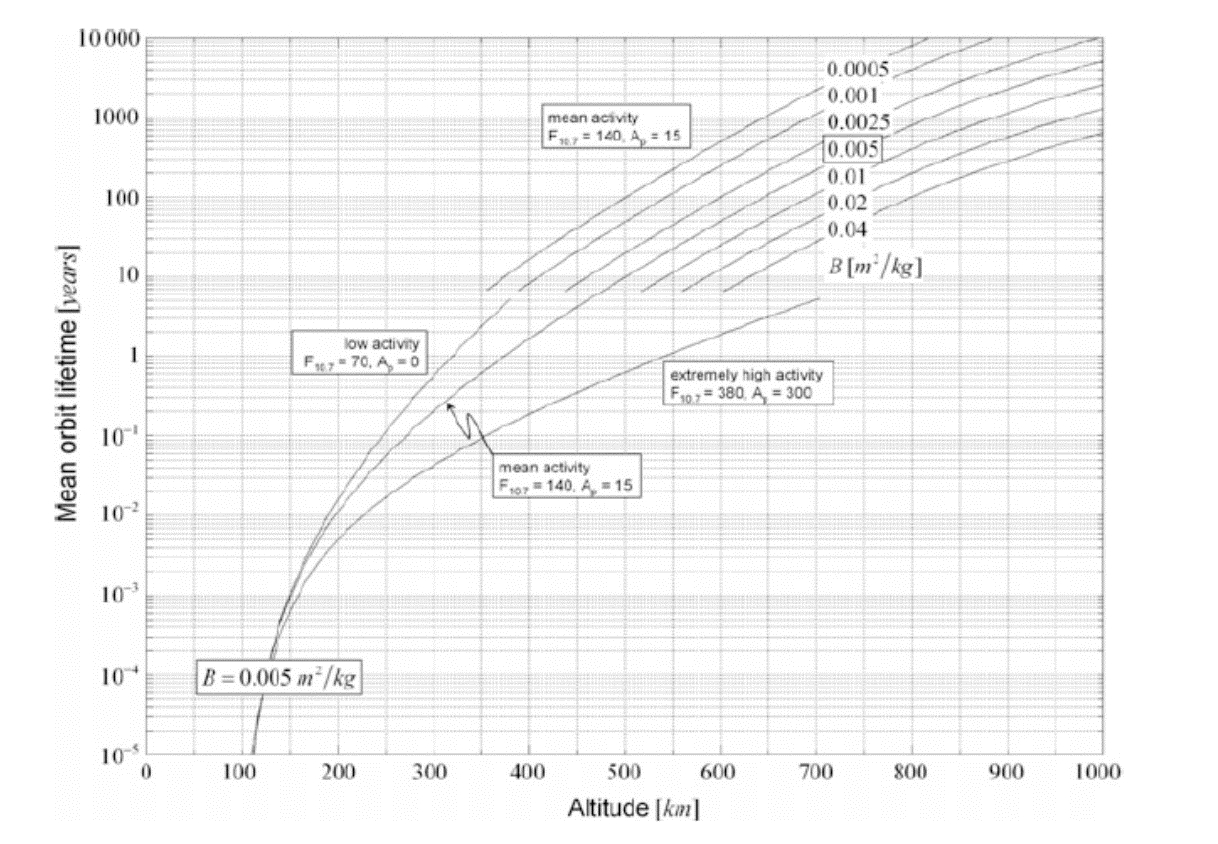 10 000
1000
100
10
1
10⁻¹
10⁻²
10⁻³
10⁻⁴
10⁻⁵
Mean orbit lifetime [years]
mean activity
F₁₀.₇ = 140, Aₚ = 15
0.0005
0.001
0.0025
0.005
0.01
0.02
0.04
B [m²/kg]
low activity
F₁₀.₇ = 70, Aₚ = 0
extremely high activity
F₁₀.₇ = 380, Aₚ = 300
mean activity
F₁₀.₇ = 140, Aₚ = 15
B = 0.005 m²/kg
0 100 200 300 400 500 600 700 800 900 1000
Altitude [km]